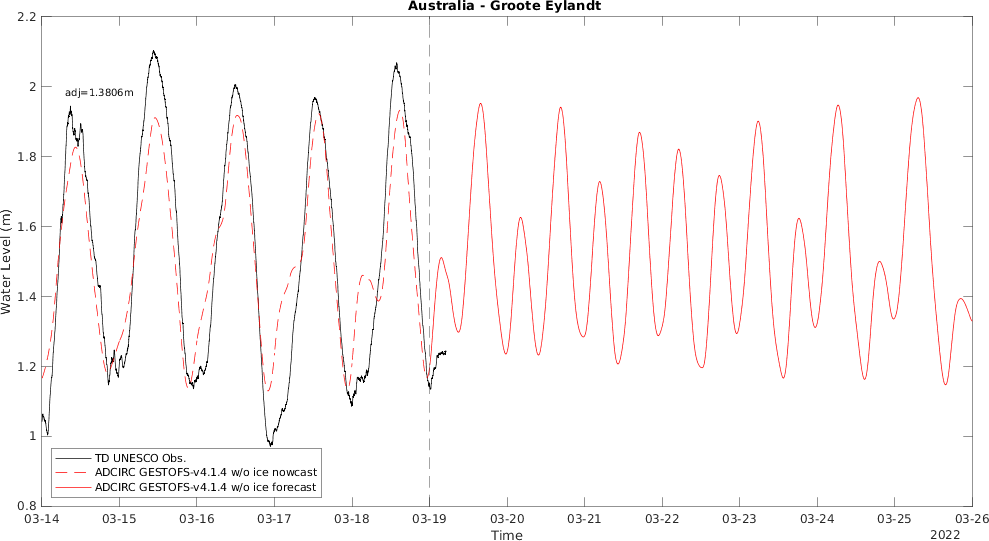 Australia - Groote Eylandt
2.2
2
1.8
1.6
1.4
1.2
1
0.8
Water Level (m)
adj=1.3806m
TD UNESCO Obs.
ADCIRC GESTOFS-v4.1.4 w/o ice nowcast
ADCIRC GESTOFS-v4.1.4 w/o ice forecast
03-14 03-15 03-16 03-17 03-18 03-19 03-20 03-21 03-22 03-23 03-24 03-25 03-26
Time
2022